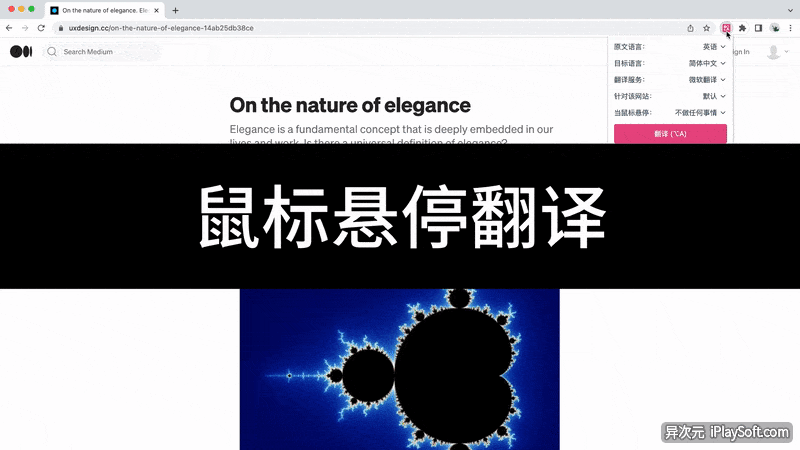 On the nature of elegance. Ele
uxdesign.cc/on-the-nature-of-elegance-14ab25db38ce
Search Medium
gn In
原文语言： 英语
目标语言： 简体中文
翻译服务： 微软翻译
针对该网站： 默认
当鼠标悬停： 不做任何事情
翻译 (⌥A)
On the nature of elegance
Elegance is a fundamental concept that is deeply embedded in our
lives and work. Is there a universal definition of elegance?
鼠标悬停翻译
异次元 iPlaySoft.com